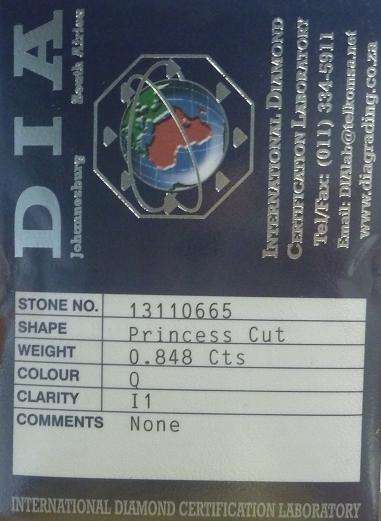 DIA
Johannesburg South Africa
INTERNATIONAL DIAMOND
CERTIFICATION LABORATORY
Tel/Fax: (011) 334-5911
Email: DIAlab@telkomsa.net
www.diagrading.co.za
STONE NO. 13110665
SHAPE Princess Cut
WEIGHT 0.848 Cts
COLOUR Q
CLARITY I1
COMMENTS None
INTERNATIONAL DIAMOND CERTIFICATION LABORATORY